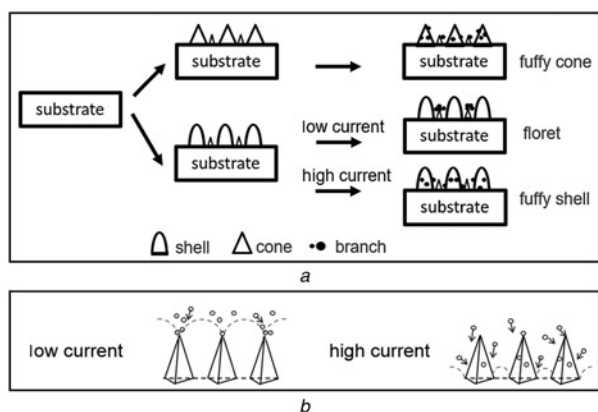 substrate
substrate
substrate
fuffy cone
substrate
low current
substrate
floret
high current
substrate
fuffy shell
shell
cone
branch
a
low current
high current
b